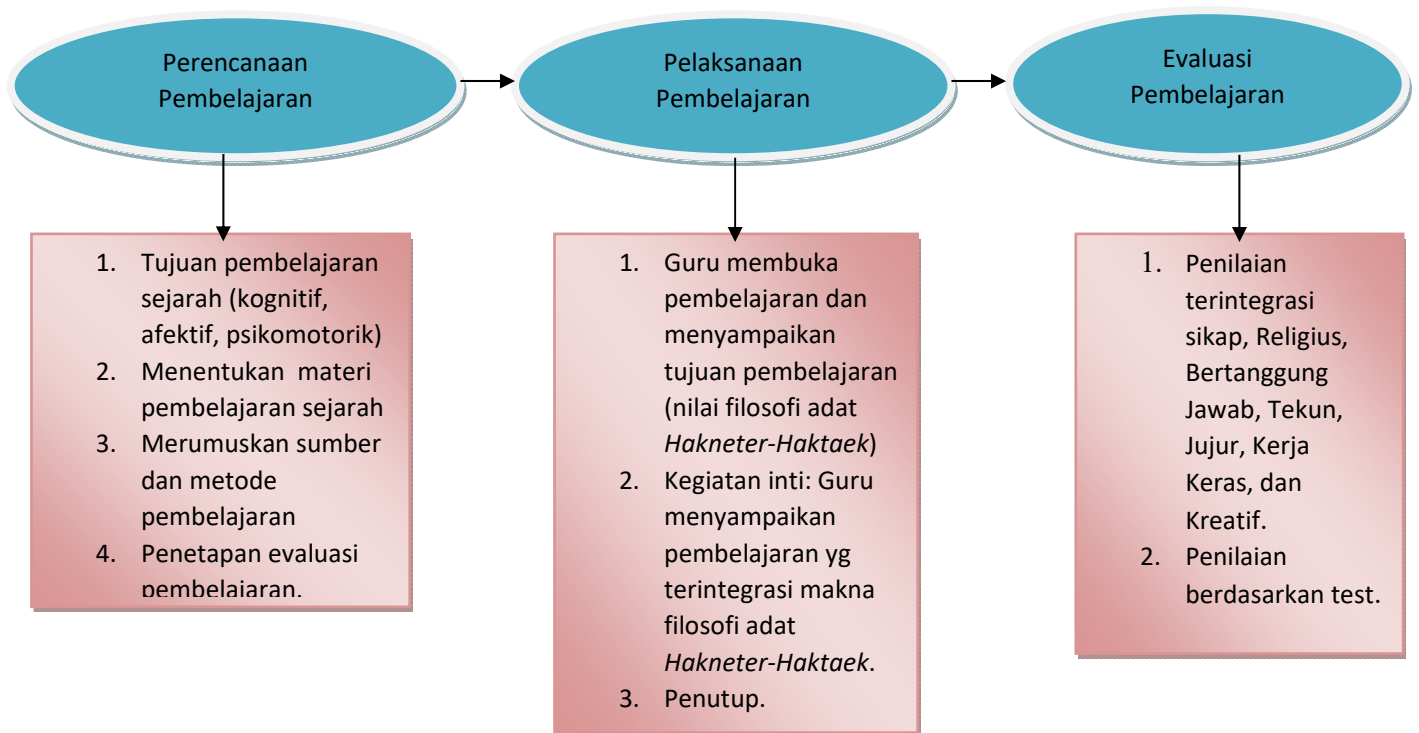 Perencanaan
Pembelajaran
Pelaksanaan
Pembelajaran
Evaluasi
Pembelajaran
1. Tujuan pembelajaran
sejarah (kognitif,
afektif, psikomotorik)
2. Menentukan materi
pembelajaran sejarah
3. Merumuskan sumber
dan metode
pembelajaran
4. Penetapan evaluasi
pembelajaran.
1. Guru membuka
pembelajaran dan
menyampaikan
tujuan pembelajaran
(nilai filosofi adat
Hakneter-Haktaek)
2. Kegiatan inti: Guru
menyampaikan
pembelajaran yg
terintegrasi makna
filosofi adat
Hakneter-Haktaek.
3. Penutup.
1. Penilaian
terintegrasi
sikap, Religius,
Bertanggung
Jawab, Tekun,
Jujur, Kerja
Keras, dan
Kreatif.
2. Penilaian
berdasarkan test.